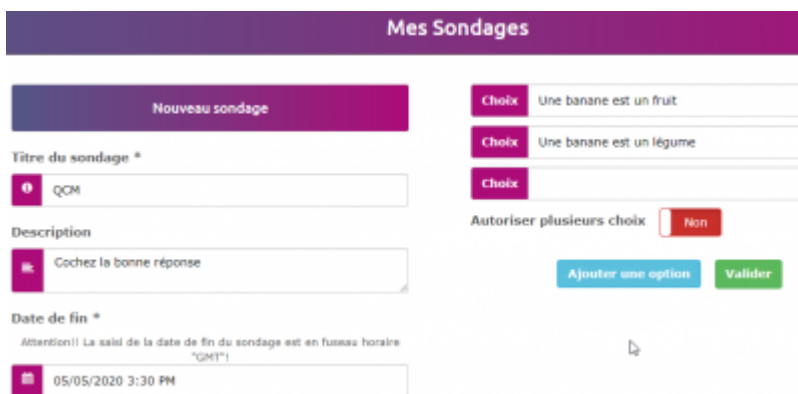 Mes Sondages
Nouveau sondage
Titre du sondage *
QCM
Description
Cochez la bonne réponse
Date de fin *
Attention!! La saisi de la date de fin du sondage est en fuseau horaire
"GMT"!
05/05/2020 3:30 PM
Choix Une banane est un fruit
Choix Une banane est un légume
Choix
Autoriser plusieurs choix Non
Ajouter une option Valider